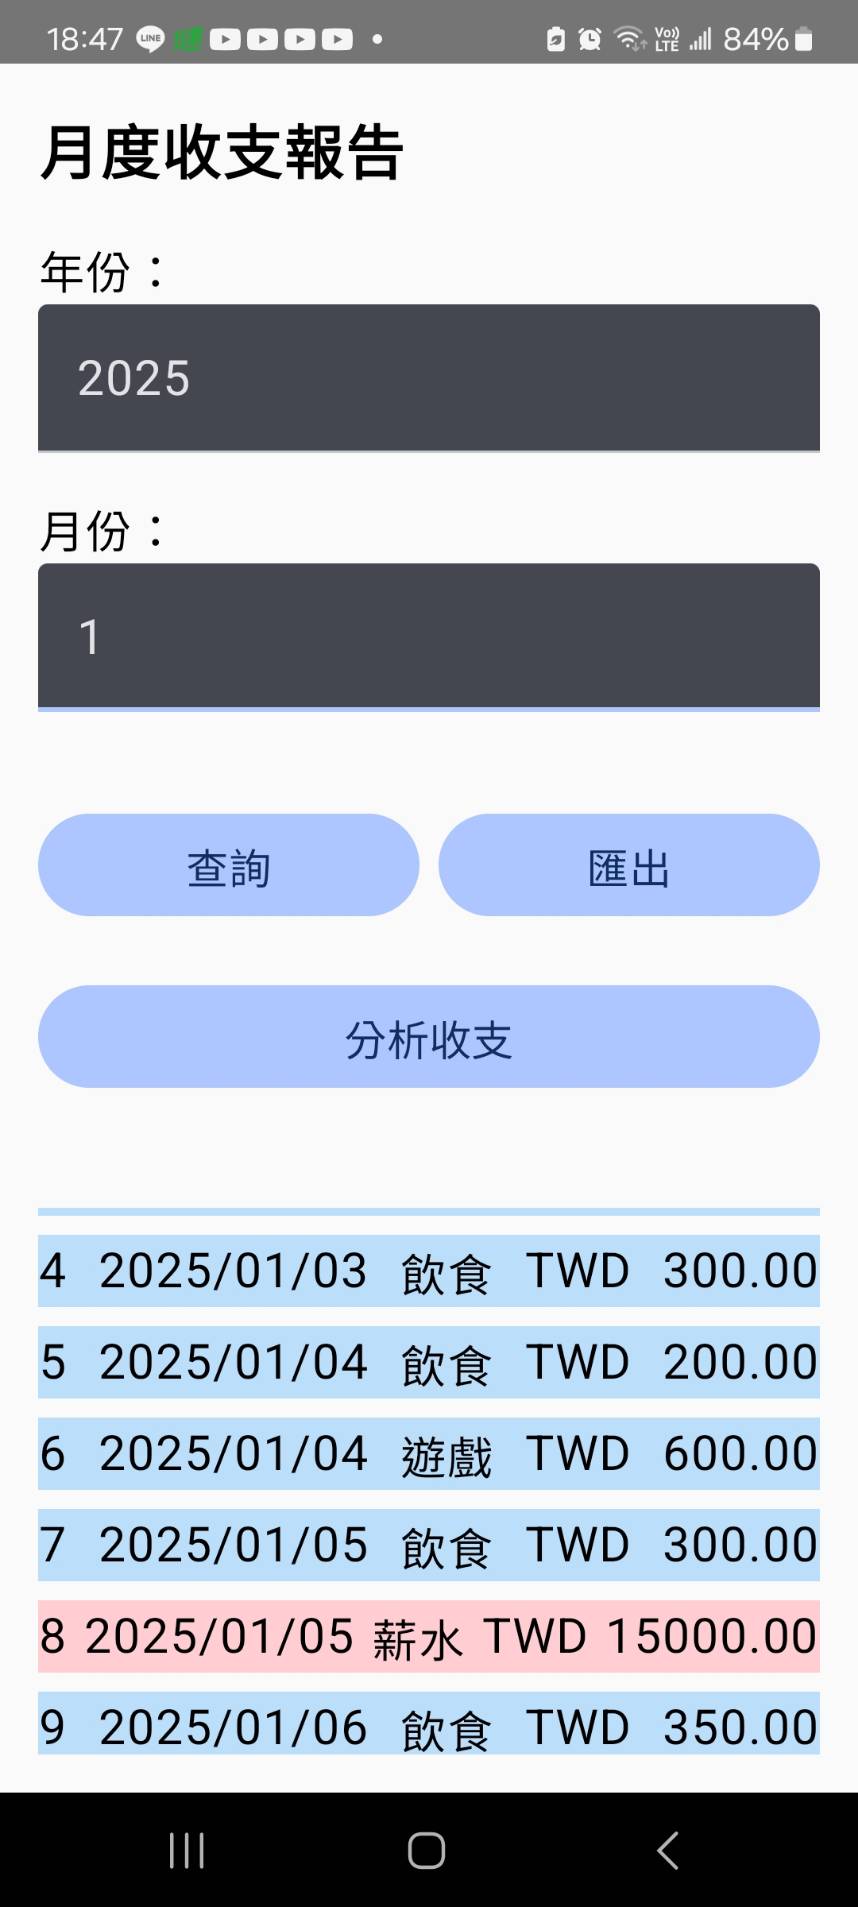 18:47 LINE Vo)) LTE 84%
月度收支報告
年份：
2025
月份：
1
查詢 匯出
分析收支
4 2025/01/03 飲食 TWD 300.00
5 2025/01/04 飲食 TWD 200.00
6 2025/01/04 遊戲 TWD 600.00
7 2025/01/05 飲食 TWD 300.00
8 2025/01/05 薪水 TWD 15000.00
9 2025/01/06 飲食 TWD 350.00